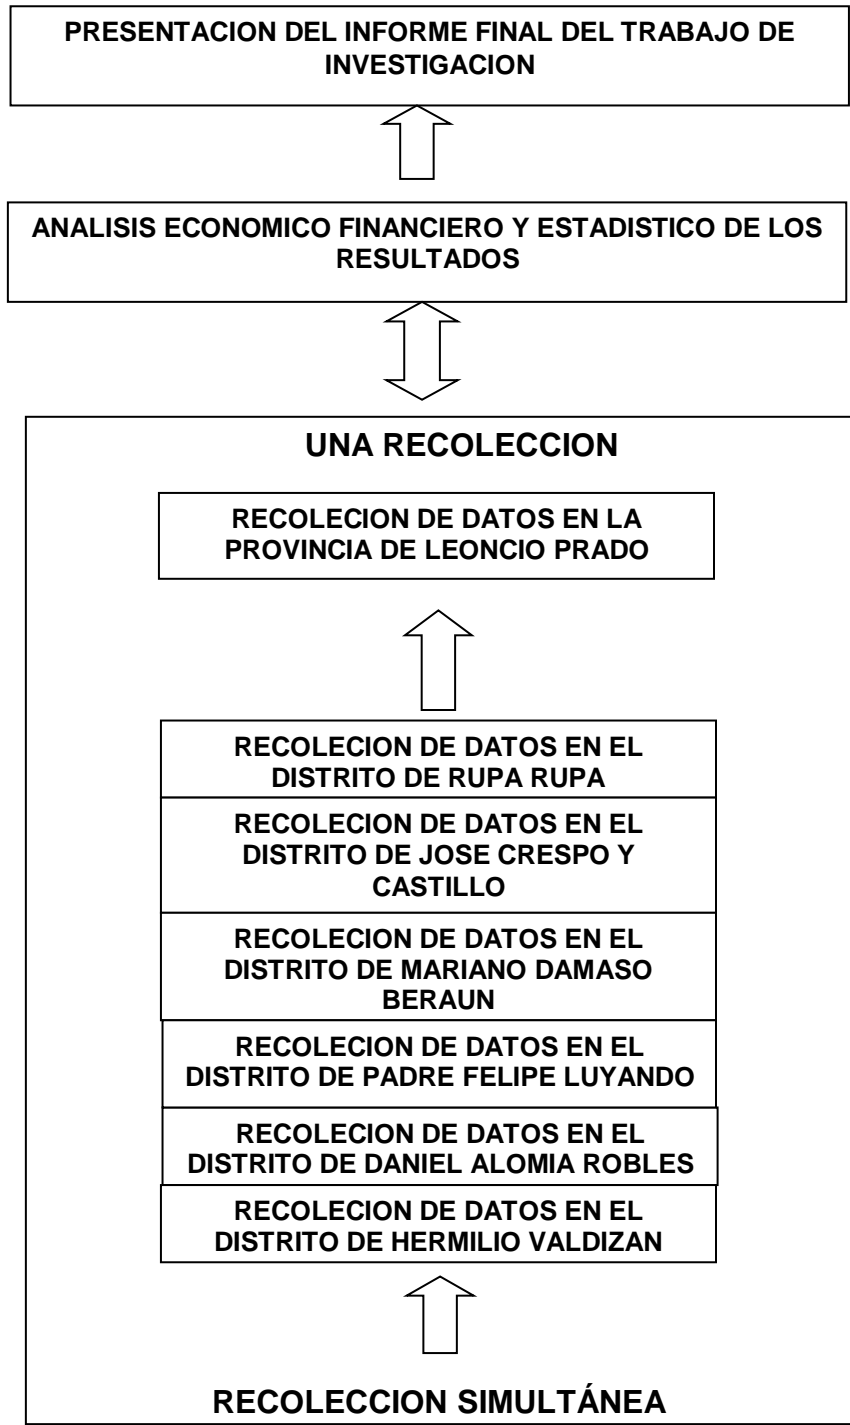 PRESENTACION DEL INFORME FINAL DEL TRABAJO DE
INVESTIGACION
ANALISIS ECONOMICO FINANCIERO Y ESTADISTICO DE LOS
RESULTADOS
UNA RECOLECCION
RECOLECION DE DATOS EN LA
PROVINCIA DE LEONCIO PRADO
RECOLECION DE DATOS EN EL
DISTRITO DE RUPA RUPA
RECOLECION DE DATOS EN EL
DISTRITO DE JOSE CRESPO Y
CASTILLO
RECOLECION DE DATOS EN EL
DISTRITO DE MARIANO DAMASO
BERAUN
RECOLECION DE DATOS EN EL
DISTRITO DE PADRE FELIPE LUYANDO
RECOLECION DE DATOS EN EL
DISTRITO DE DANIEL ALOMIA ROBLES
RECOLECION DE DATOS EN EL
DISTRITO DE HERMILIO VALDIZAN
RECOLECCION SIMULTÁNEA